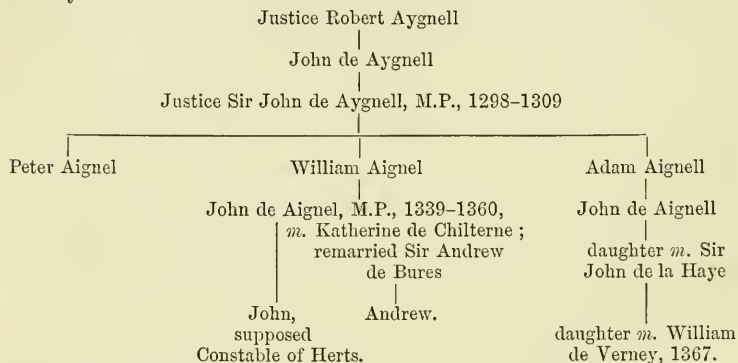 Justice Robert Aygnell
John de Aygnell
Justice Sir John de Aygnell, M.P., 1298–1309
Peter Aignel
William Aignel
Adam Aignell
John de Aignel, M.P., 1339–1360,
m. Katherine de Chilterne ;
remarried Sir Andrew
de Bures
John de Aignell
daughter m. Sir
John de la Haye
John,
supposed
Constable of Herts.
Andrew.
daughter m. William
de Verney, 1367.